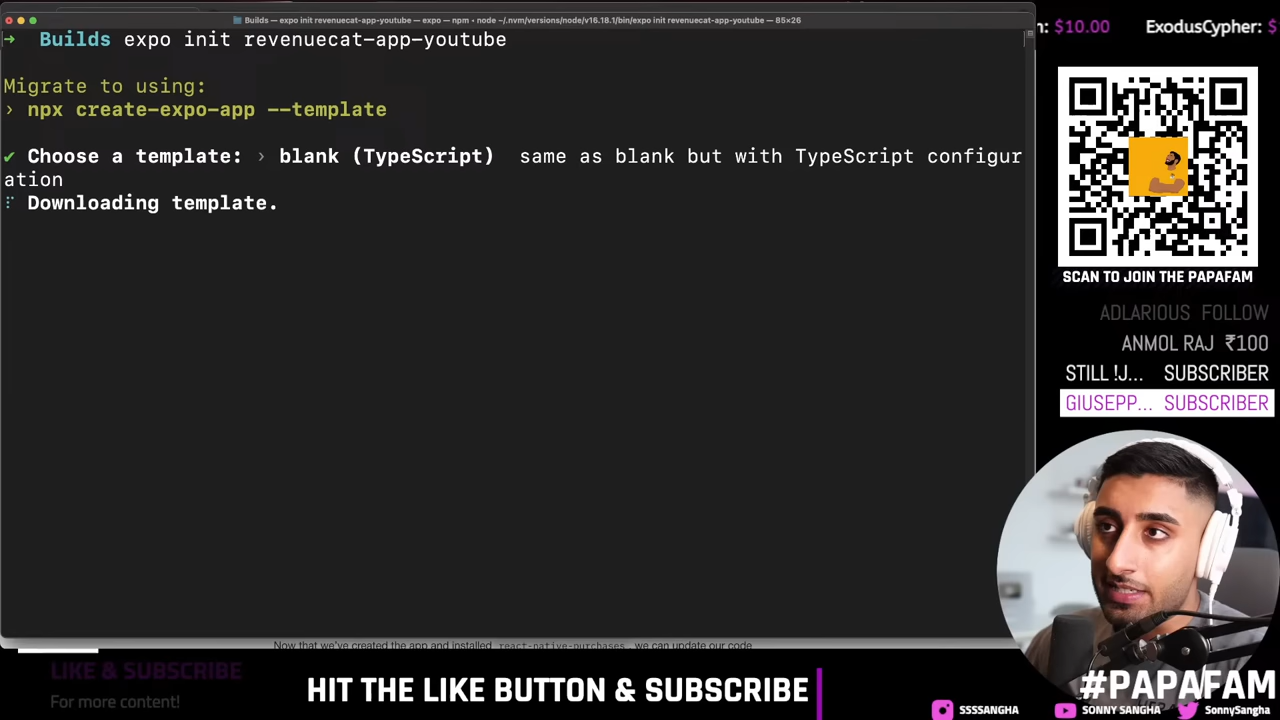 Builds — expo init revenuecat-app-youtube — expo — npm • node ~/.nvm/versions/node/v16.18.1/bin/expo init revenuecat-app-youtube — 85×26
➜ Builds expo init revenuecat-app-youtube
Migrate to using:
› npx create-expo-app --template
✔ Choose a template: › blank (TypeScript) same as blank but with TypeScript configur
ation
Downloading template.
n: $10.00 ExodusCypher: $
SCAN TO JOIN THE PAPAFAM
ADLARIOUS FOLLOW
ANMOL RAJ ₹100
STILL !J... SUBSCRIBER
GIUSEPP... SUBSCRIBER
Now that we've created the app and installed react-native-purchases, we can update our code
LIKE & SUBSCRIBE
For more content!
HIT THE LIKE BUTTON & SUBSCRIBE
#PAPAFAM
SSSSANGHA SONNY SANGHA SonnySangha